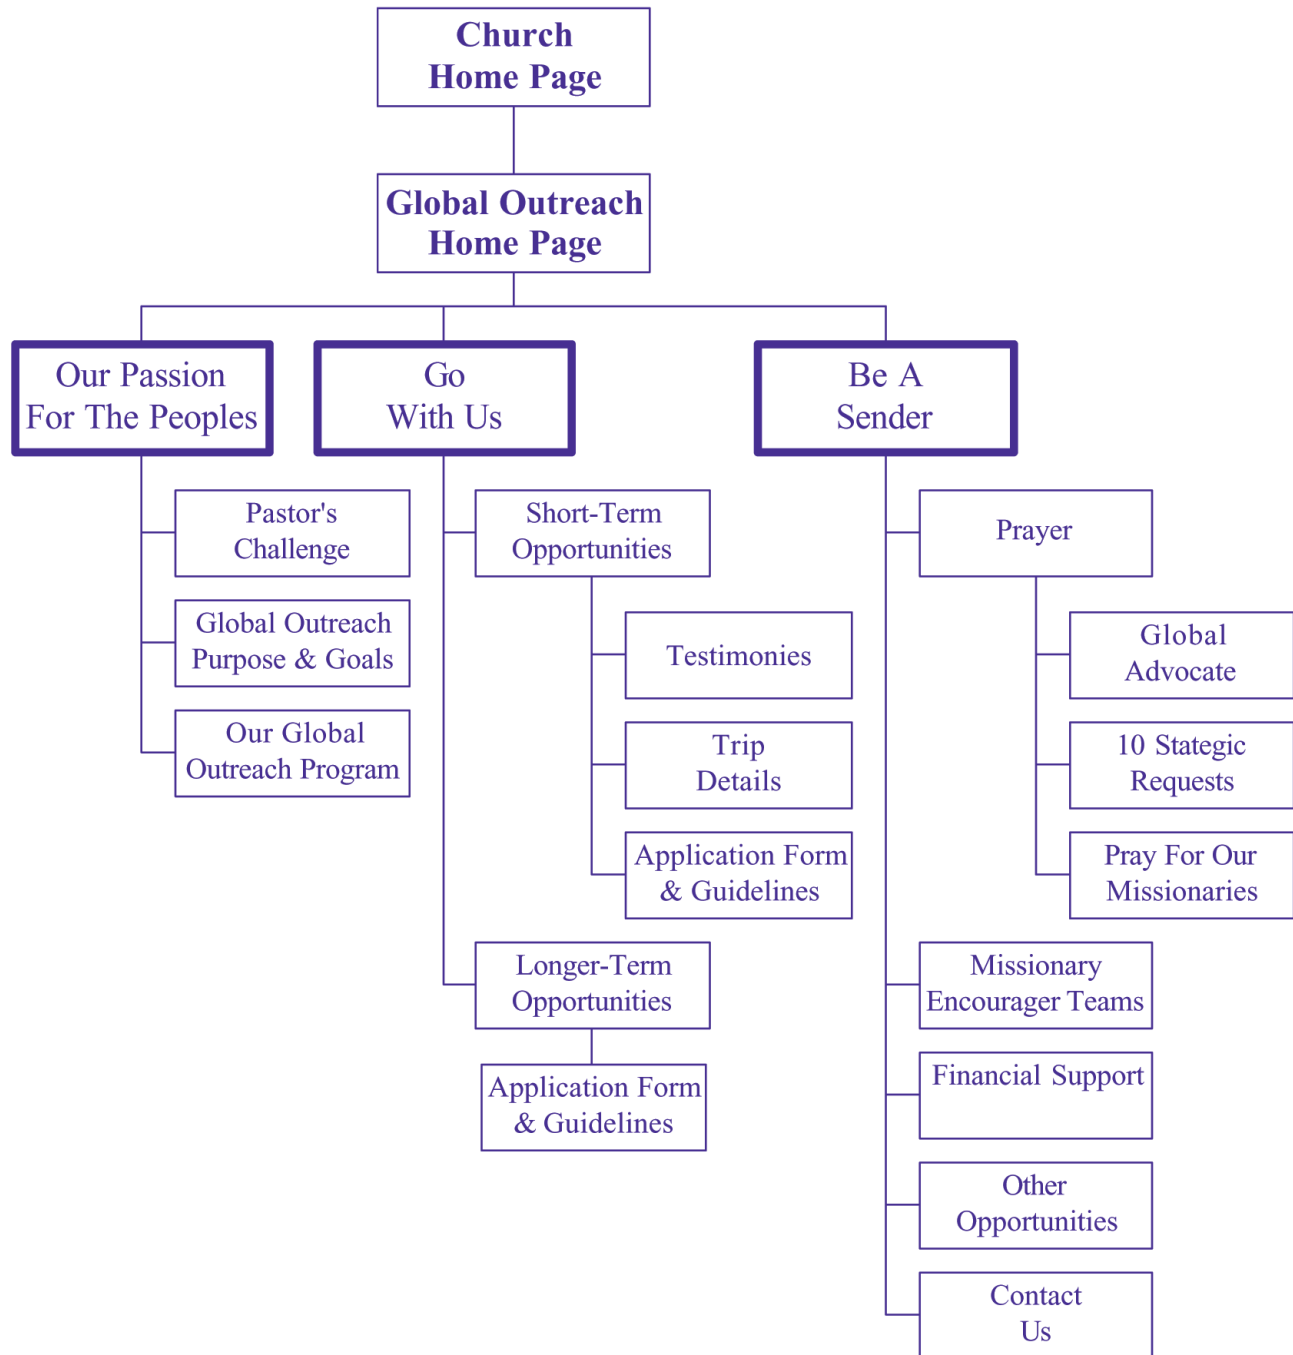 Church
Home Page
Global Outreach
Home Page
Our Passion
For The Peoples
Go
With Us
Be A
Sender
Pastor's
Challenge
Global Outreach
Purpose & Goals
Our Global
Outreach Program
Short-Term
Opportunities
Testimonies
Trip
Details
Application Form
& Guidelines
Longer-Term
Opportunities
Application Form
& Guidelines
Prayer
Global
Advocate
10 Stategic
Requests
Pray For Our
Missionaries
Missionary
Encourager Teams
Financial Support
Other
Opportunities
Contact
Us